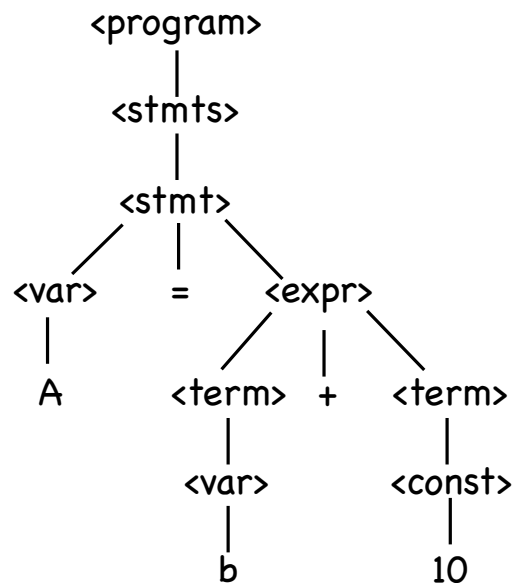 <program>
<stmts>
<stmt>
<var> = <expr>
A <term> + <term>
<var> <const>
b 10